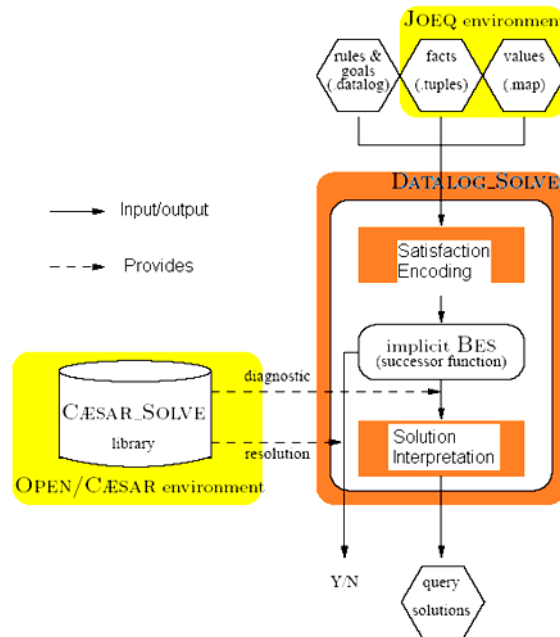 JOEQ environment
rules &
goals
(.datalog)
facts
(.tuples)
values
(.map)
DATALOG_SOLVE
Input/output
Provides
Satisfaction
Encoding
implicit BES
(successor function)
diagnostic
CÆSAR_SOLVE
library
resolution
Solution
Interpretation
OPEN/CÆSAR environment
Y/N
query
solutions